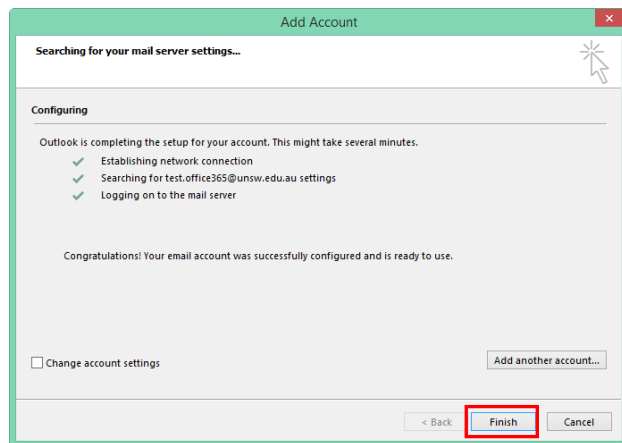 Add Account
Searching for your mail server settings...
Configuring
Outlook is completing the setup for your account. This might take several minutes.
Establishing network connection
Searching for test.office365@unsw.edu.au settings
Logging on to the mail server
Congratulations! Your email account was successfully configured and is ready to use.
Change account settings
Add another account...
< Back
Finish
Cancel